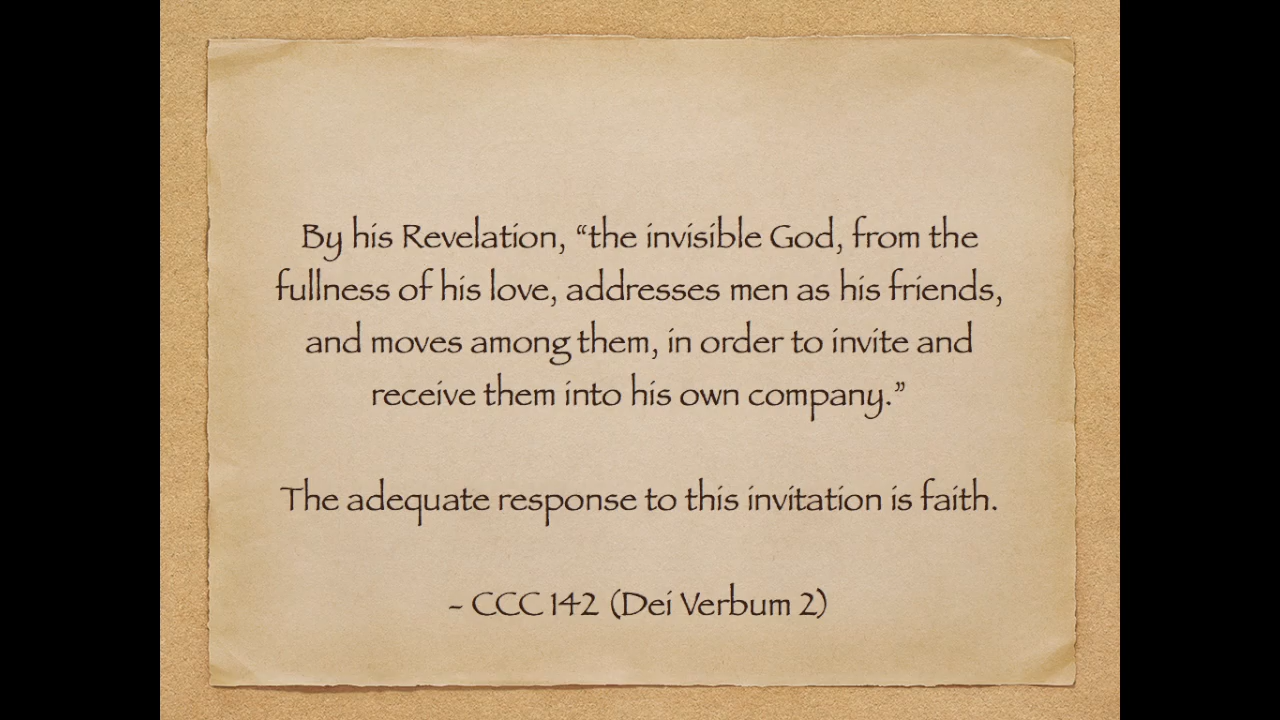 By his Revelation, “the invisible God, from the
fullness of his love, addresses men as his friends,
and moves among them, in order to invite and
receive them into his own company.”
The adequate response to this invitation is faith.
~ CCC 142 (Dei Verbum 2)